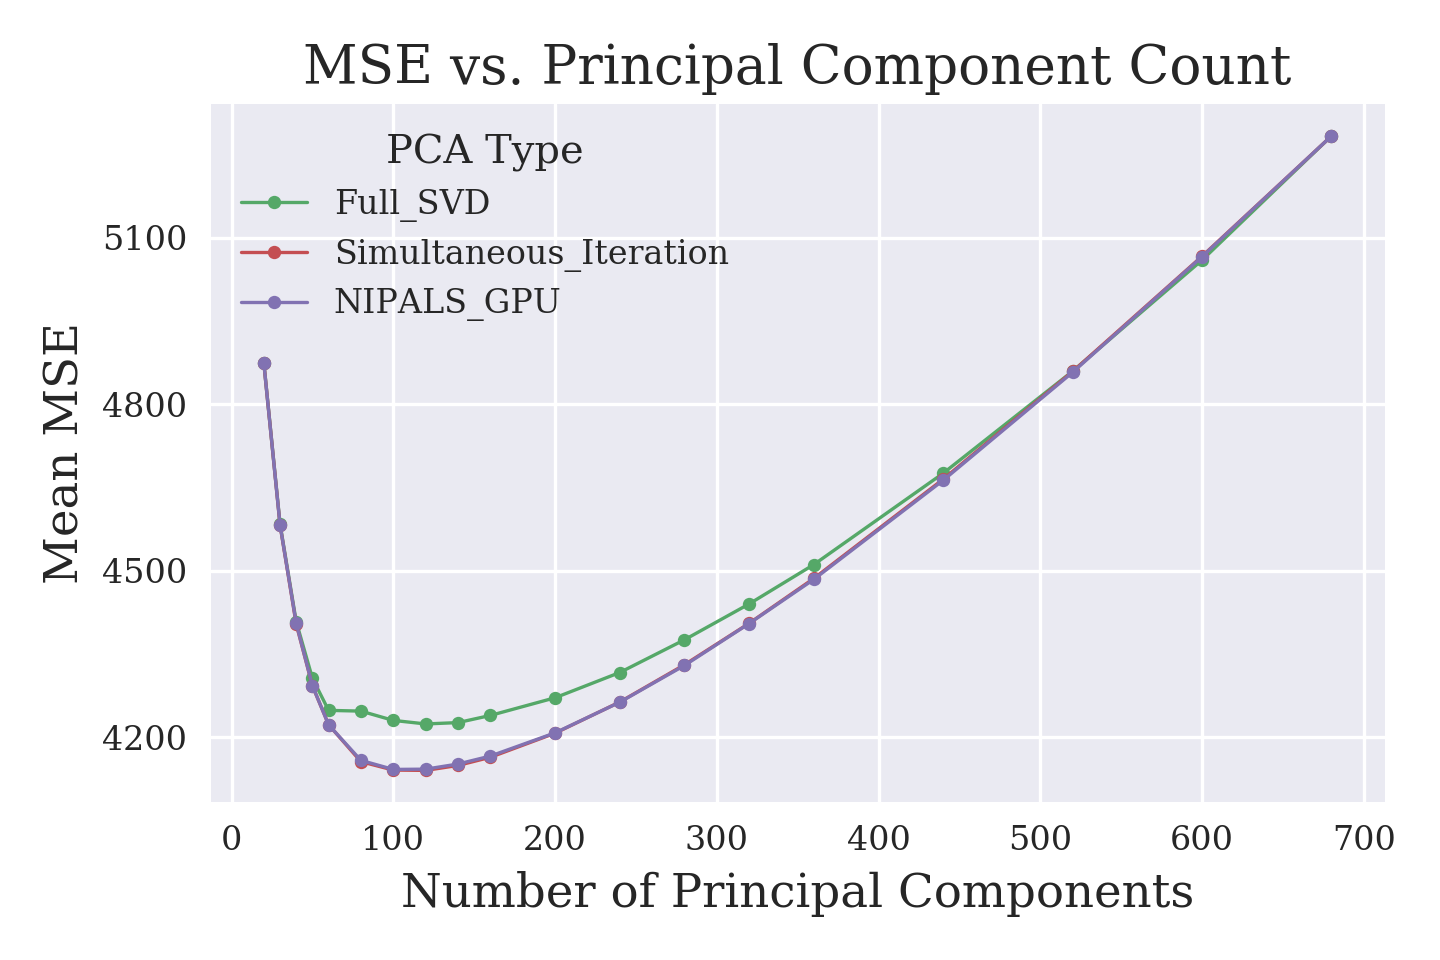 MSE vs. Principal Component Count
PCA Type
Full_SVD
Simultaneous_Iteration
NIPALS_GPU
Mean MSE
5100
4800
4500
4200
0 100 200 300 400 500 600 700
Number of Principal Components